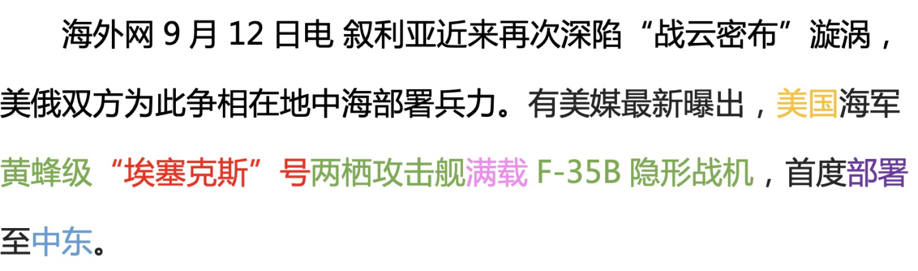 海外网 9 月 12 日电 叙利亚近来再次深陷“战云密布”漩涡，
美俄双方为此争相在地中海部署兵力。有美媒最新曝出，美国海军
黄蜂级“埃塞克斯”号两栖攻击舰满载 F-35B 隐形战机，首度部署
至中东。